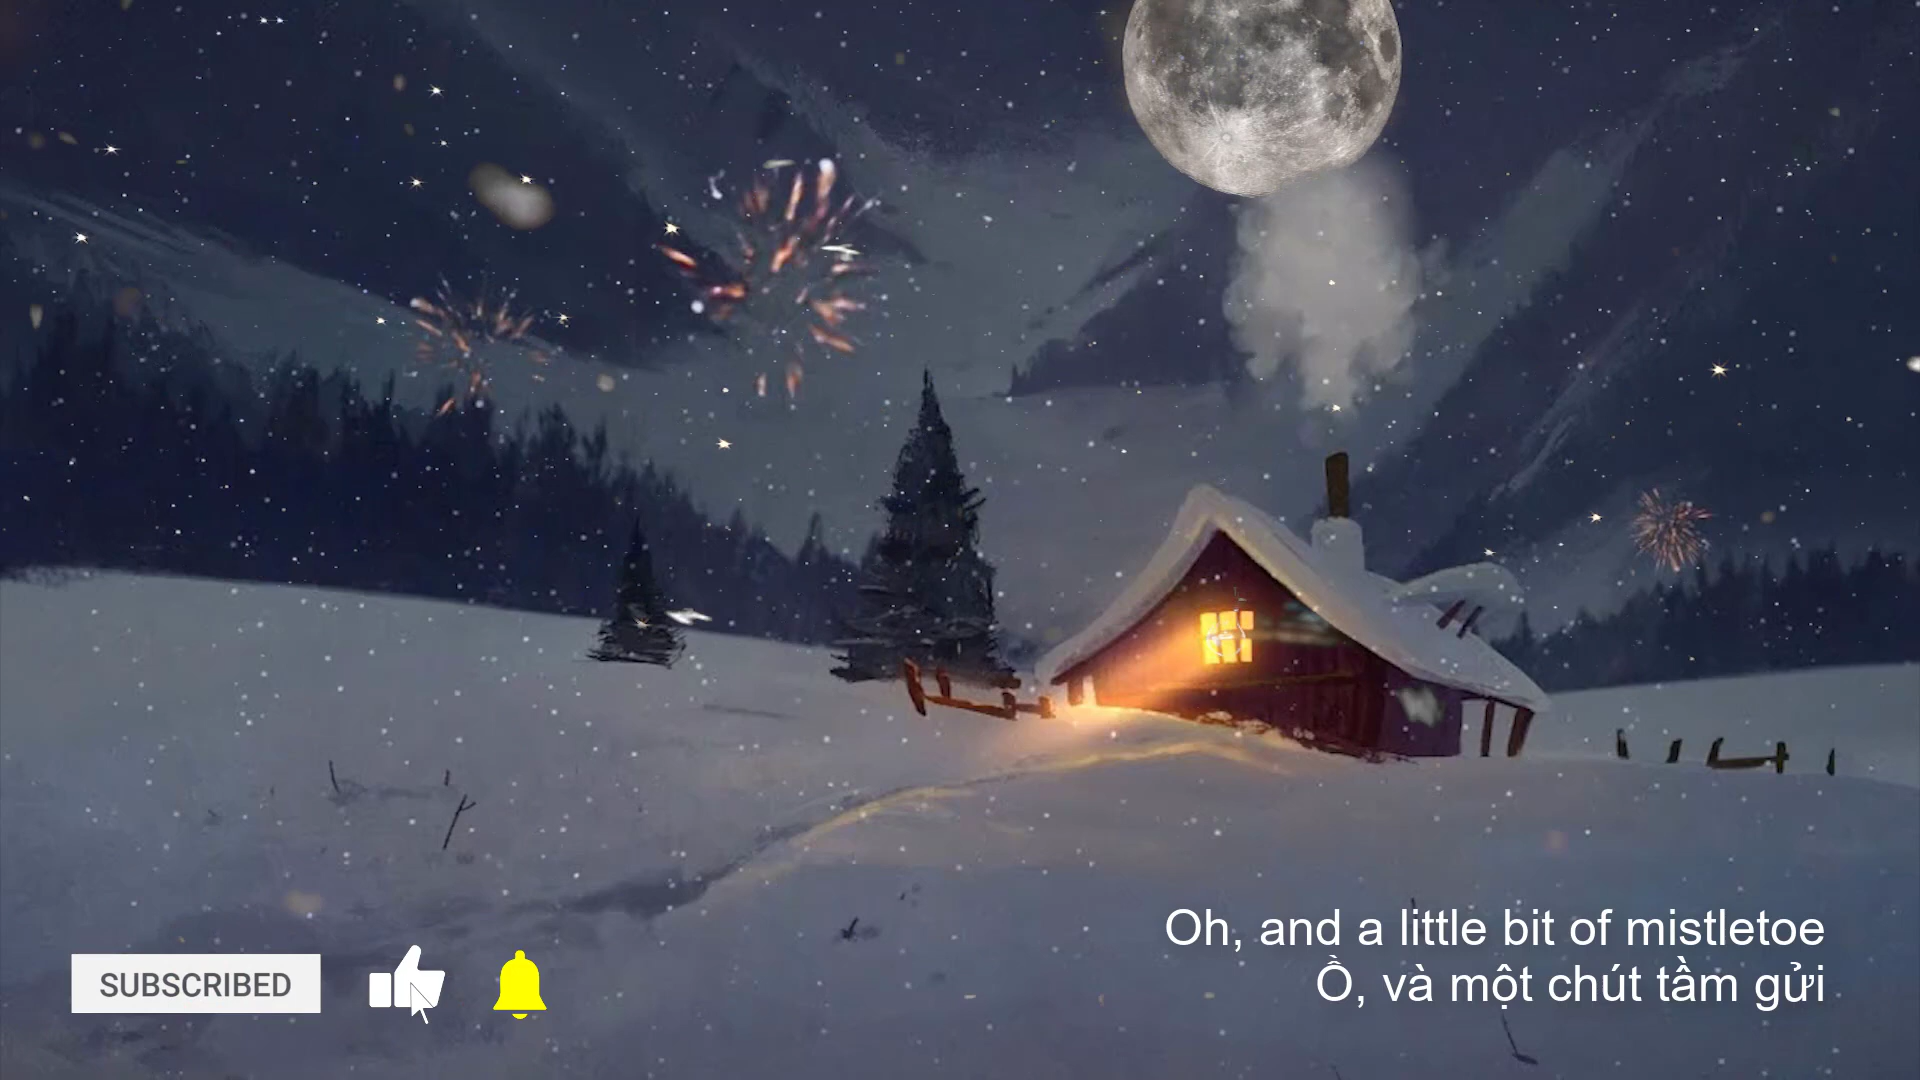 Oh, and a little bit of mistletoe
Ồ, và một chút tầm gửi
SUBSCRIBED